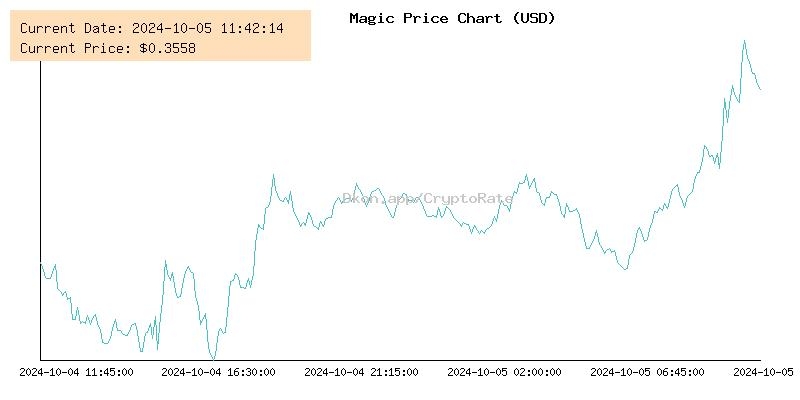 Magic Price Chart (USD)
Current Date: 2024-10-05 11:42:14
Current Price: $0.3558
Dkon.app/CryptoRate
2024-10-04 11:45:00 2024-10-04 16:30:00 2024-10-04 21:15:00 2024-10-05 02:00:00 2024-10-05 06:45:00 2024-10-05